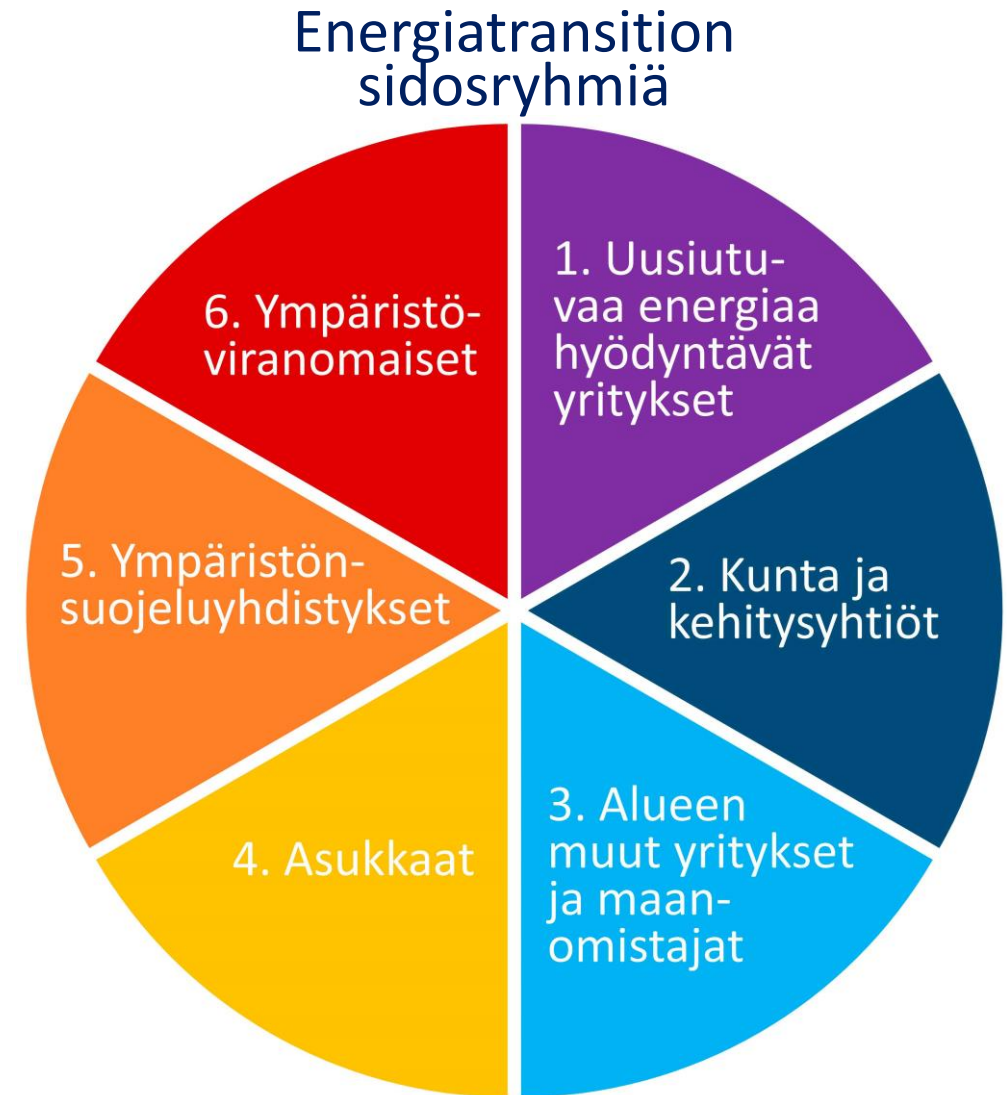 Energiatransition
sidosryhmiä
1. Uusiutu-
vaa energiaa
hyödyntävät
yritykset
2. Kunta ja
kehitysyhtiöt
3. Alueen
muut yritykset
ja maan-
omistajat
4. Asukkaat
5. Ympäristön-
suojeluyhdistykset
6. Ympäristö-
viranomaiset